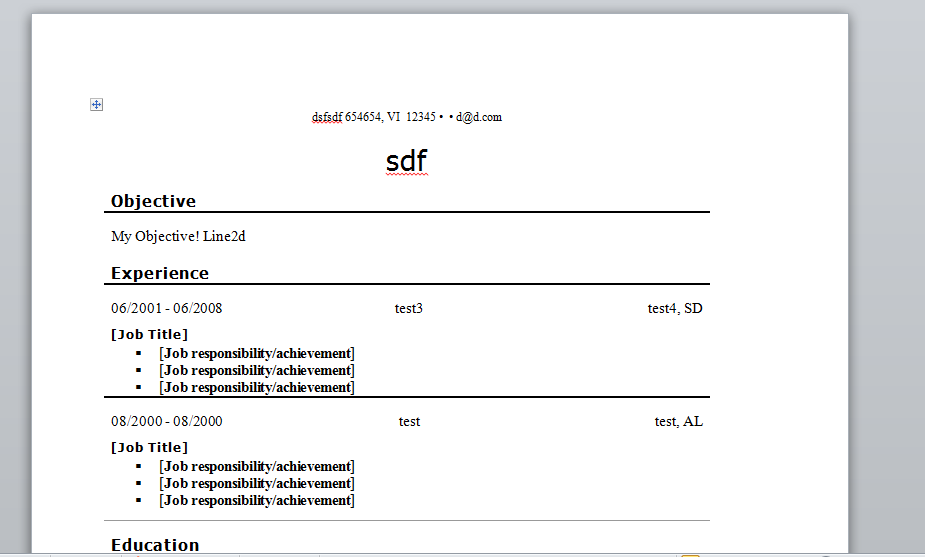 dsfsdf 654654, VI 12345 • • d@d.com
sdf
Objective
My Objective! Line2d
Experience
06/2001 - 06/2008 test3 test4, SD
[Job Title]
▪ [Job responsibility/achievement]
▪ [Job responsibility/achievement]
▪ [Job responsibility/achievement]
08/2000 - 08/2000 test test, AL
[Job Title]
▪ [Job responsibility/achievement]
▪ [Job responsibility/achievement]
▪ [Job responsibility/achievement]
Education